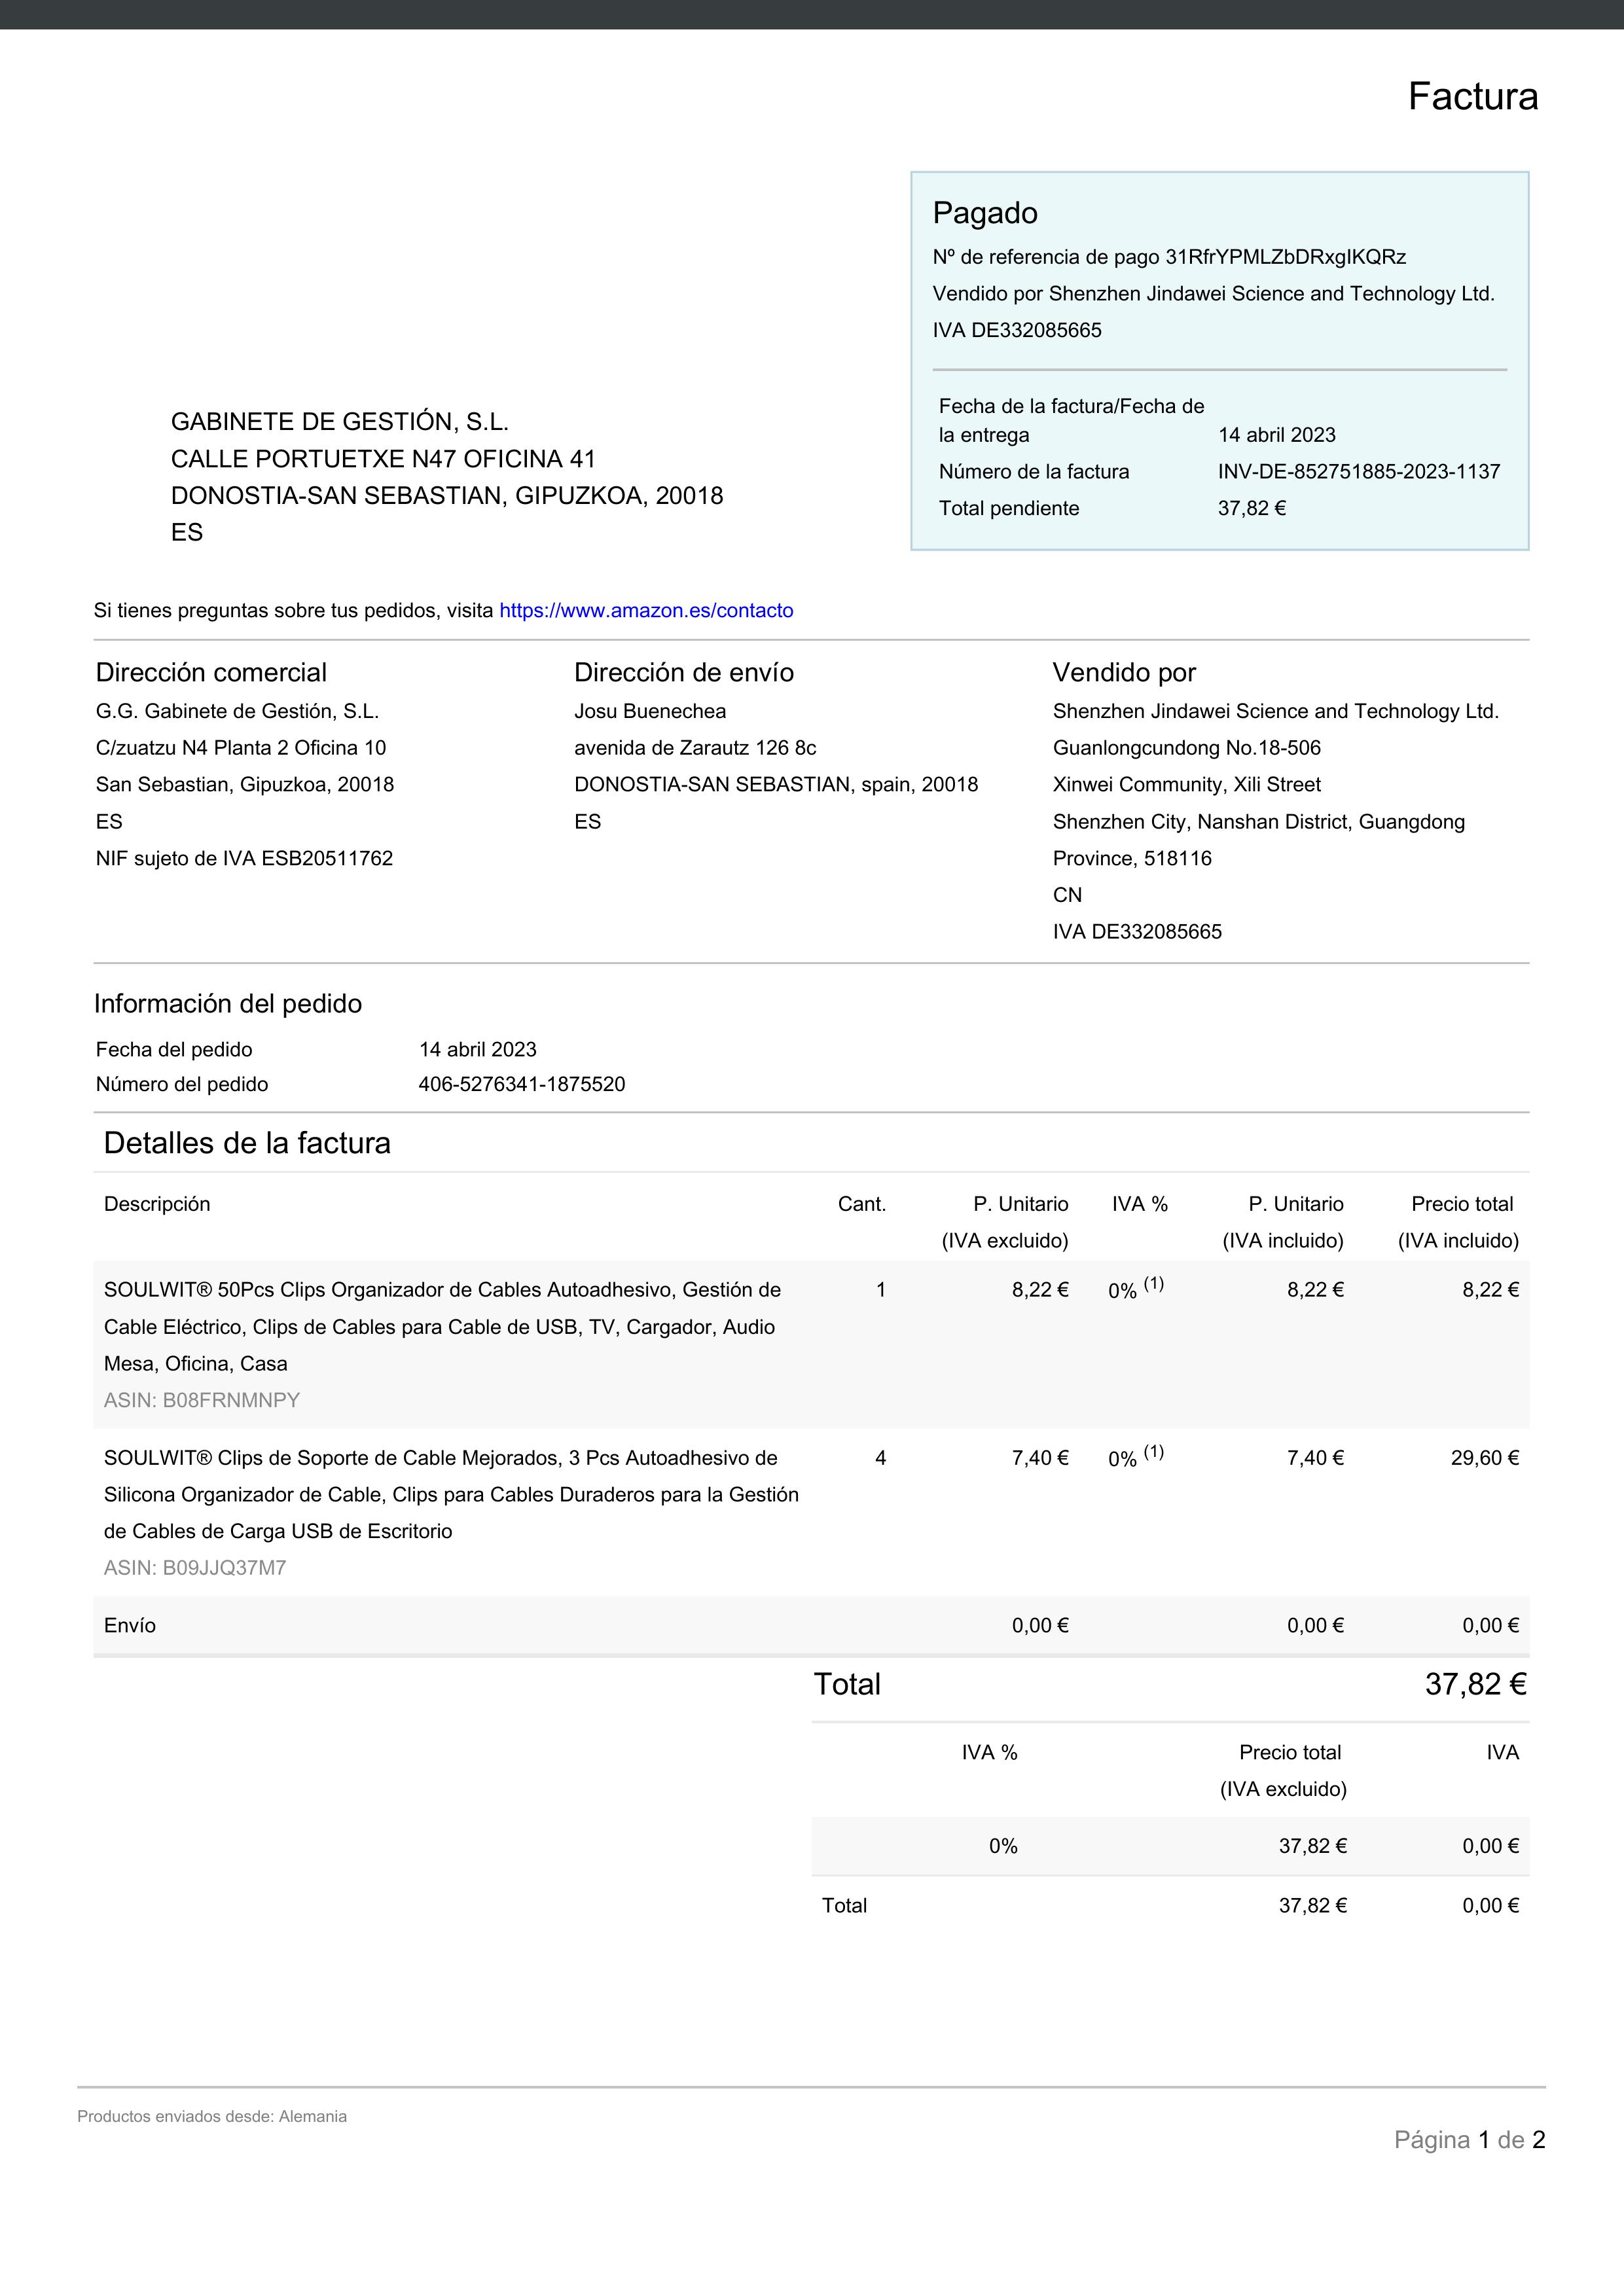 Factura
Pagado
Nº de referencia de pago 31RfrYPMLZbDRxgIKQRz
Vendido por Shenzhen Jindawei Science and Technology Ltd.
IVA DE332085665
Fecha de la factura/Fecha de
la entrega 14 abril 2023
Número de la factura INV-DE-852751885-2023-1137
Total pendiente 37,82 €
GABINETE DE GESTIÓN, S.L.
CALLE PORTUETXE N47 OFICINA 41
DONOSTIA-SAN SEBASTIAN, GIPUZKOA, 20018
ES
Si tienes preguntas sobre tus pedidos, visita https://www.amazon.es/contacto
Dirección comercial
G.G. Gabinete de Gestión, S.L.
C/zuatzu N4 Planta 2 Oficina 10
San Sebastian, Gipuzkoa, 20018
ES
NIF sujeto de IVA ESB20511762
Dirección de envío
Josu Buenechea
avenida de Zarautz 126 8c
DONOSTIA-SAN SEBASTIAN, spain, 20018
ES
Vendido por
Shenzhen Jindawei Science and Technology Ltd.
Guanlongcundong No.18-506
Xinwei Community, Xili Street
Shenzhen City, Nanshan District, Guangdong
Province, 518116
CN
IVA DE332085665
Información del pedido
Fecha del pedido 14 abril 2023
Número del pedido 406-5276341-1875520
Detalles de la factura
Descripción Cant. P. Unitario IVA % P. Unitario Precio total
(IVA excluido) (IVA incluido) (IVA incluido)
SOULWIT® 50Pcs Clips Organizador de Cables Autoadhesivo, Gestión de 1 8,22 € 0% (1) 8,22 € 8,22 €
Cable Eléctrico, Clips de Cables para Cable de USB, TV, Cargador, Audio
Mesa, Oficina, Casa
ASIN: B08FRNMNPY
SOULWIT® Clips de Soporte de Cable Mejorados, 3 Pcs Autoadhesivo de 4 7,40 € 0% (1) 7,40 € 29,60 €
Silicona Organizador de Cable, Clips para Cables Duraderos para la Gestión
de Cables de Carga USB de Escritorio
ASIN: B09JJQ37M7
Envío 0,00 € 0,00 € 0,00 €
Total 37,82 €
IVA % Precio total IVA
(IVA excluido)
0% 37,82 € 0,00 €
Total 37,82 € 0,00 €
Productos enviados desde: Alemania
Página 1 de 2